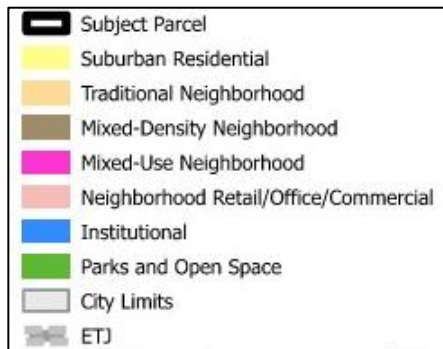 Subject Parcel
Suburban Residential
Traditional Neighborhood
Mixed-Density Neighborhood
Mixed-Use Neighborhood
Neighborhood Retail/Office/Commercial
Institutional
Parks and Open Space
City Limits
ETJ